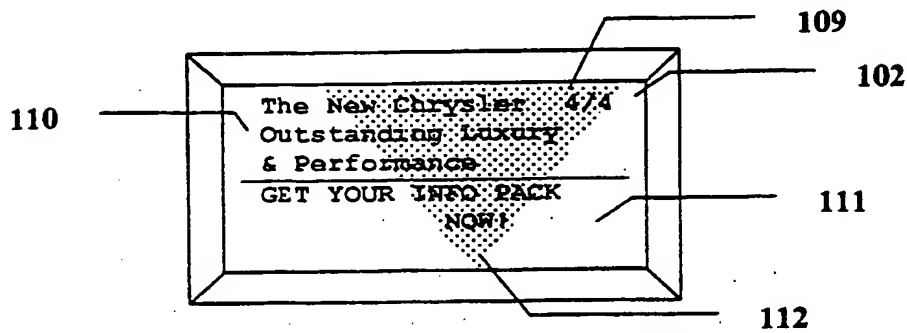 109
102
110
The New Chrysler 4/4
Outstanding Luxury
& Performance
GET YOUR INFO PACK
NOW!
111
112